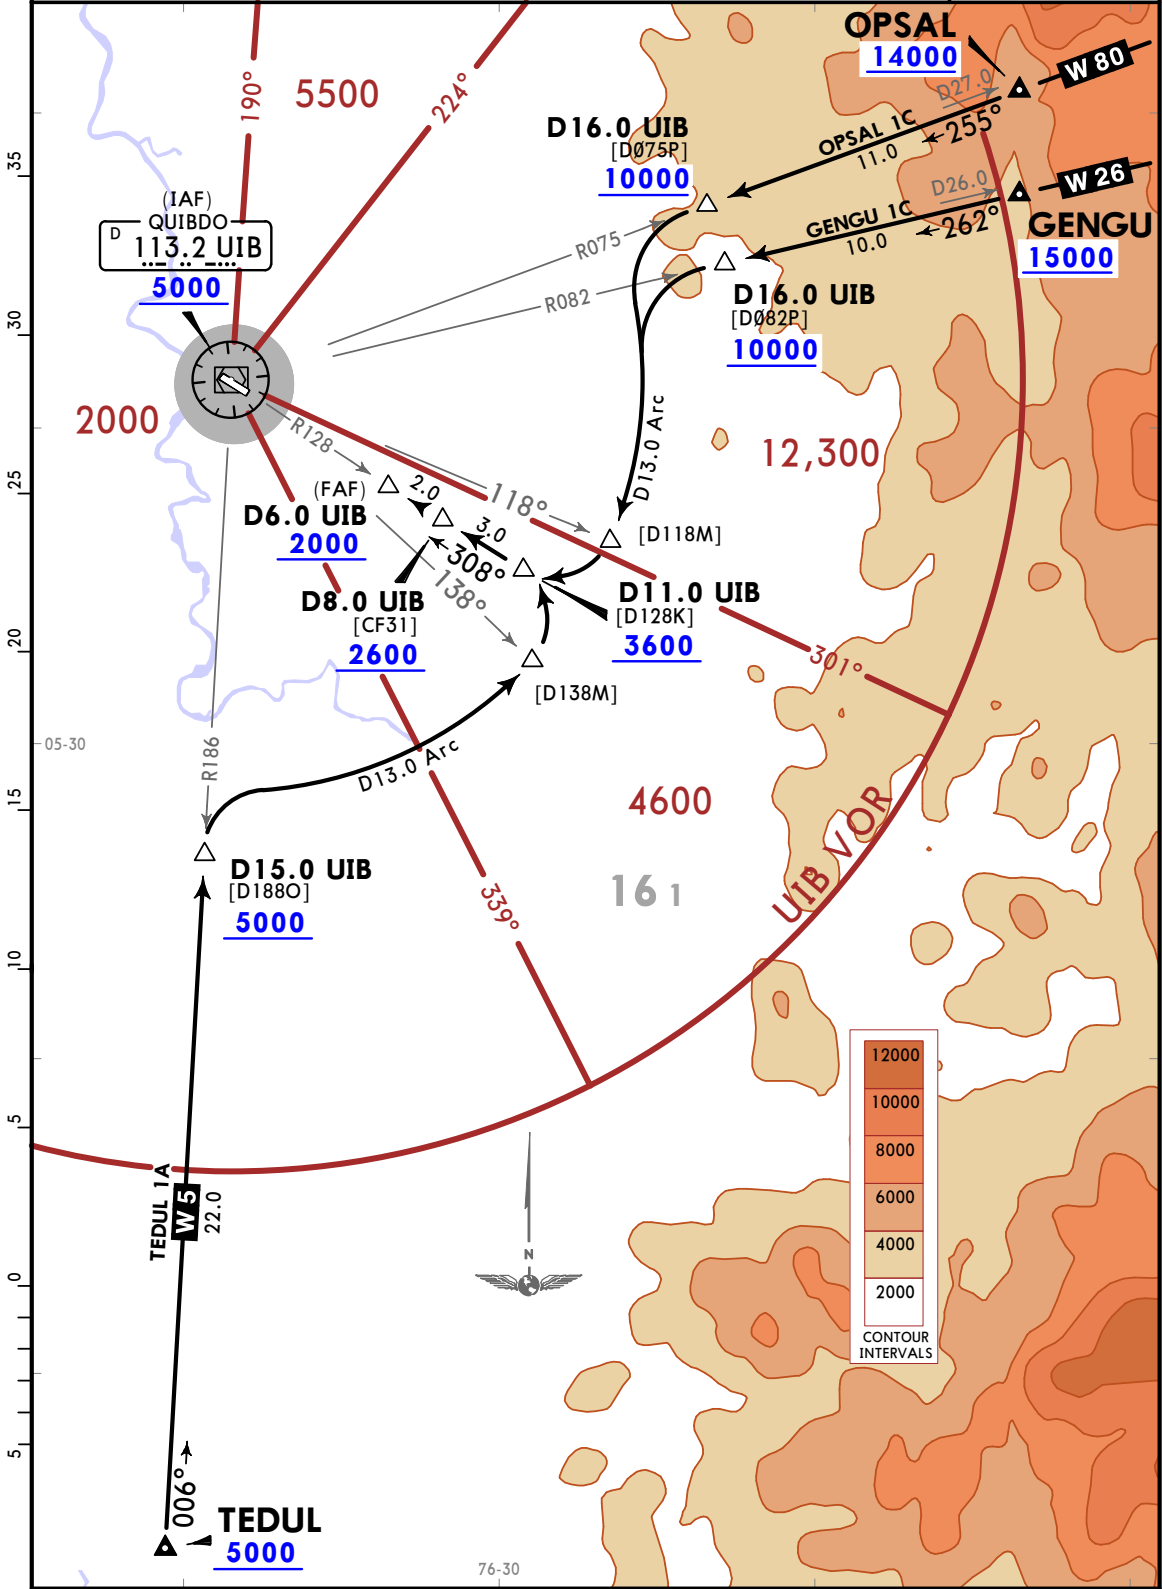 OPSAL
14000
W 80
190°
5500
224°
D27.0
D16.0 UIB
[DØ75P]
10000
OPSAL 1C
11.0
255°
35
D26.0
W 26
(IAF)
QUIBDO
D 113.2 UIB
5000
GENGU 1C
10.0
262°
GENGU
15000
R075
R082
D16.0 UIB
[DØ82P]
10000
30
2000
R128
D13.0 Arc
12,300
25
(FAF)
D6.0 UIB
2000
2.0
118°
3.0
[D118M]
308°
138°
D8.0 UIB
[CF31]
2600
D11.0 UIB
[D128K]
3600
20
301°
[D138M]
R186
05-30
D13.0 Arc
15
4600
UIB VOR
D15.0 UIB
[D188O]
5000
339°
16 1
10
5
TEDUL 1A
W 5
22.0
N
0
12000
10000
8000
6000
4000
2000
CONTOUR
INTERVALS
5
006°
TEDUL
5000
76-30